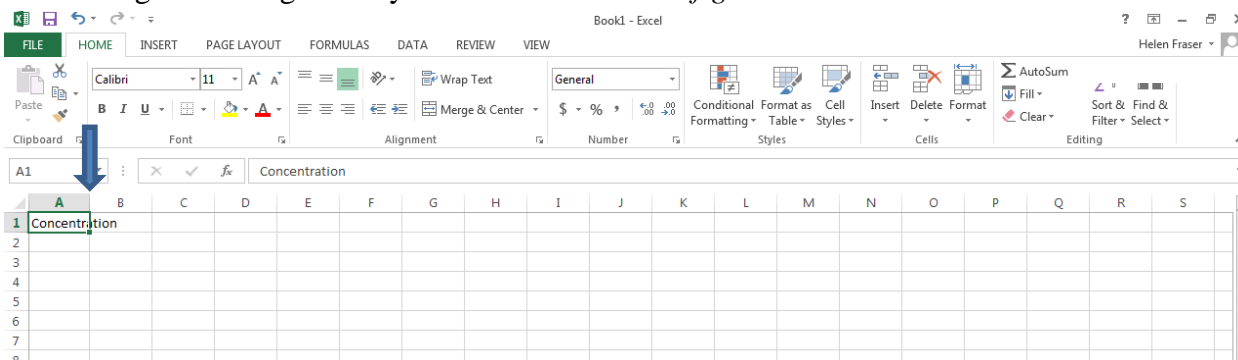 Book1 - Excel
FILE HOME INSERT PAGE LAYOUT FORMULAS DATA REVIEW VIEW Helen Fraser
Calibri 11 Wrap Text General AutoSum
Paste B I U Merge & Center $ % , Conditional Formatting Format as Table Cell Styles Insert Delete Format Fill Clear Sort & Filter Find & Select
Clipboard Font Alignment Number Styles Cells Editing
A1 fx Concentration
A B C D E F G H I J K L M N O P Q R S
1 Concentration
2
3
4
5
6
7